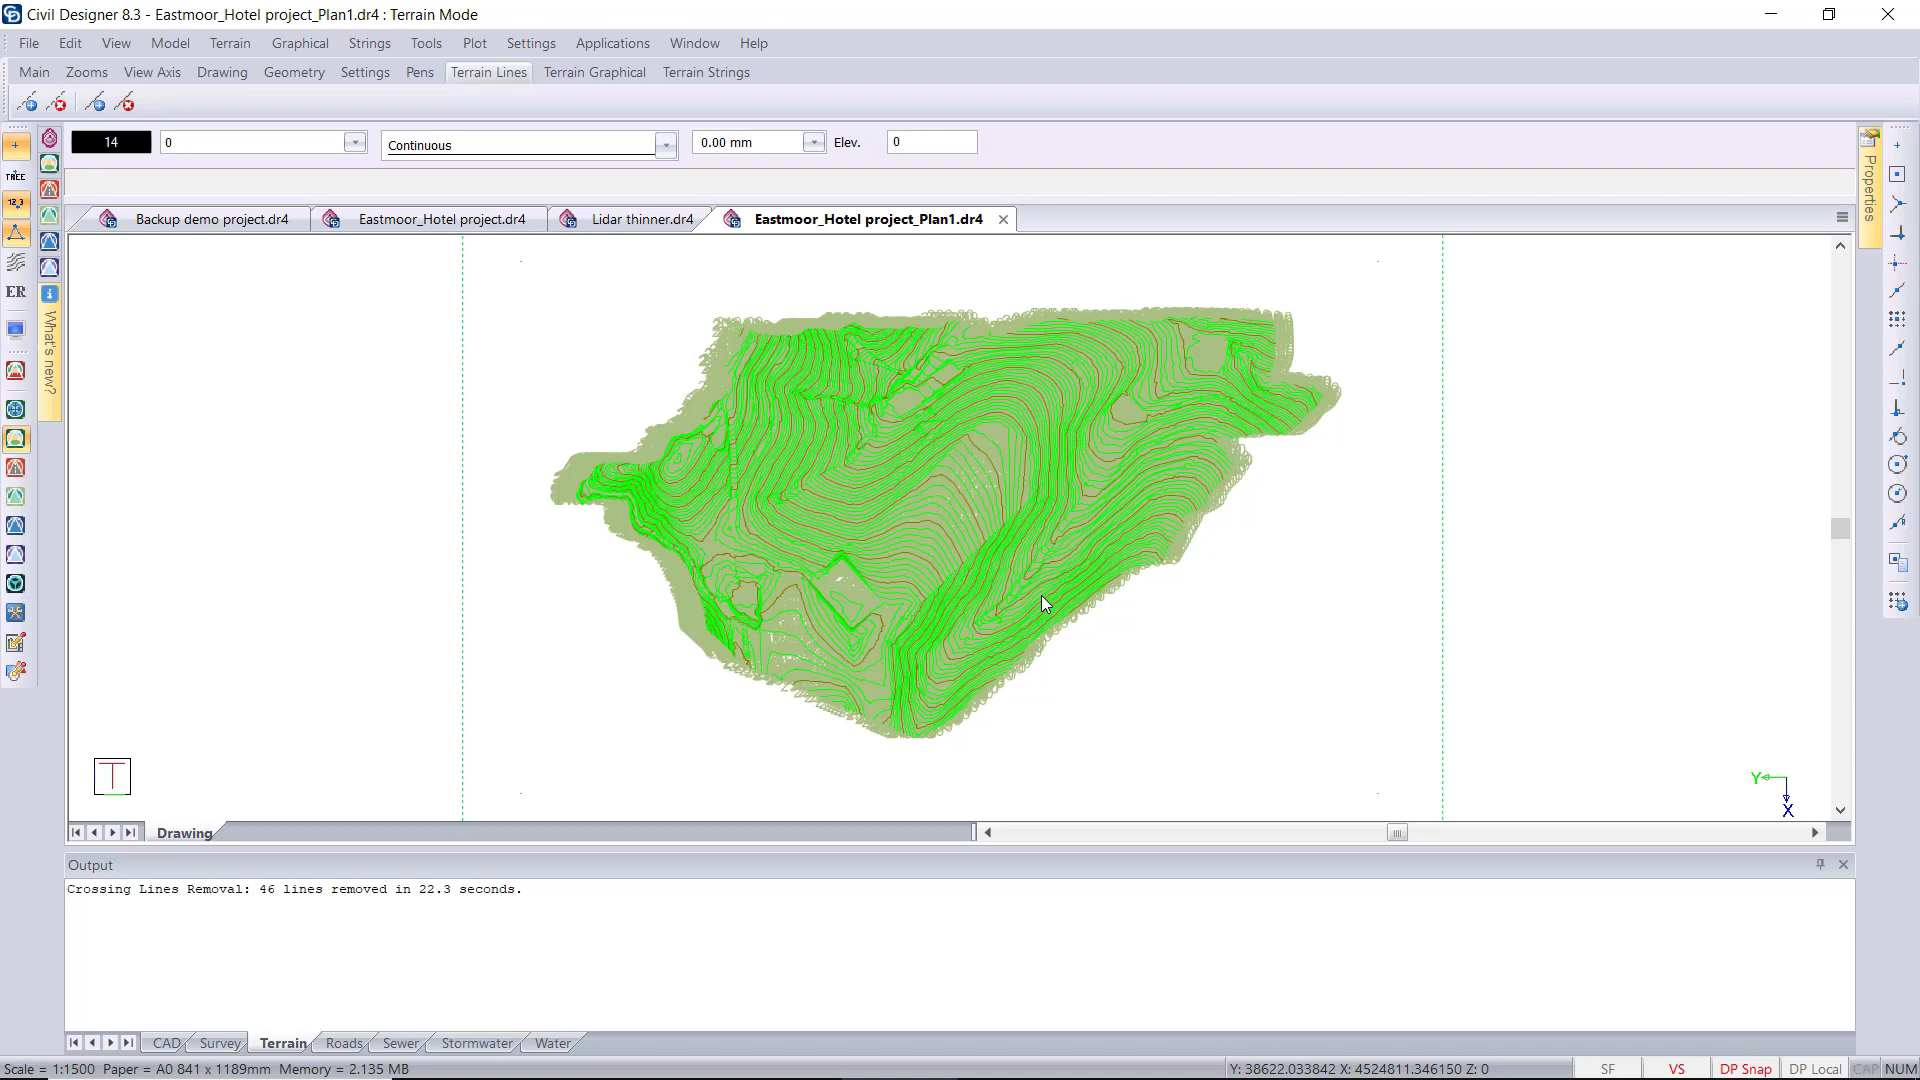 Civil Designer 8.3 - Eastmoor_Hotel project_Plan1.dr4 : Terrain Mode
File Edit View Model Terrain Graphical Strings Tools Plot Settings Applications Window Help
Main Zooms View Axis Drawing Geometry Settings Pens Terrain Lines Terrain Graphical Terrain Strings
14 0 Continuous 0.00 mm Elev. 0
TREE
12.3
ER
What's new?
Properties
Backup demo project.dr4 Eastmoor_Hotel project.dr4 Lidar thinner.dr4 Eastmoor_Hotel project_Plan1.dr4
T
Y
X
Drawing
Output
Crossing Lines Removal: 46 lines removed in 22.3 seconds.
CAD Survey Terrain Roads Sewer Stormwater Water
Scale = 1:1500 Paper = A0 841 x 1189mm Memory = 2.135 MB Y: 38622.033842 X: 4524811.346150 Z: 0 SF VS DP Snap DP Local CAP NUM